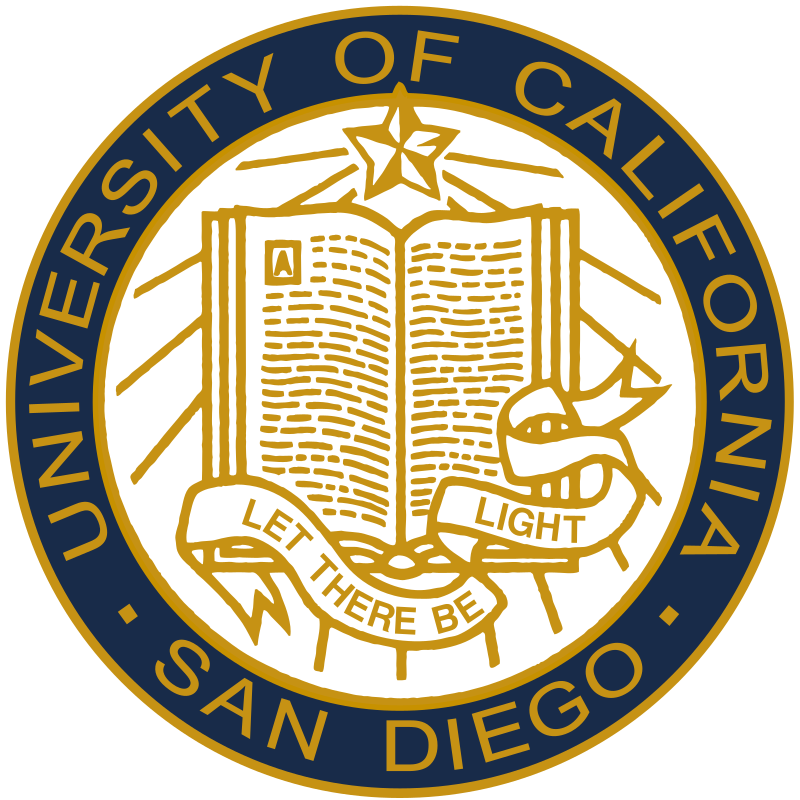 UNIVERSITY OF CALIFORNIA
SAN DIEGO
A
LET THERE BE
LIGHT